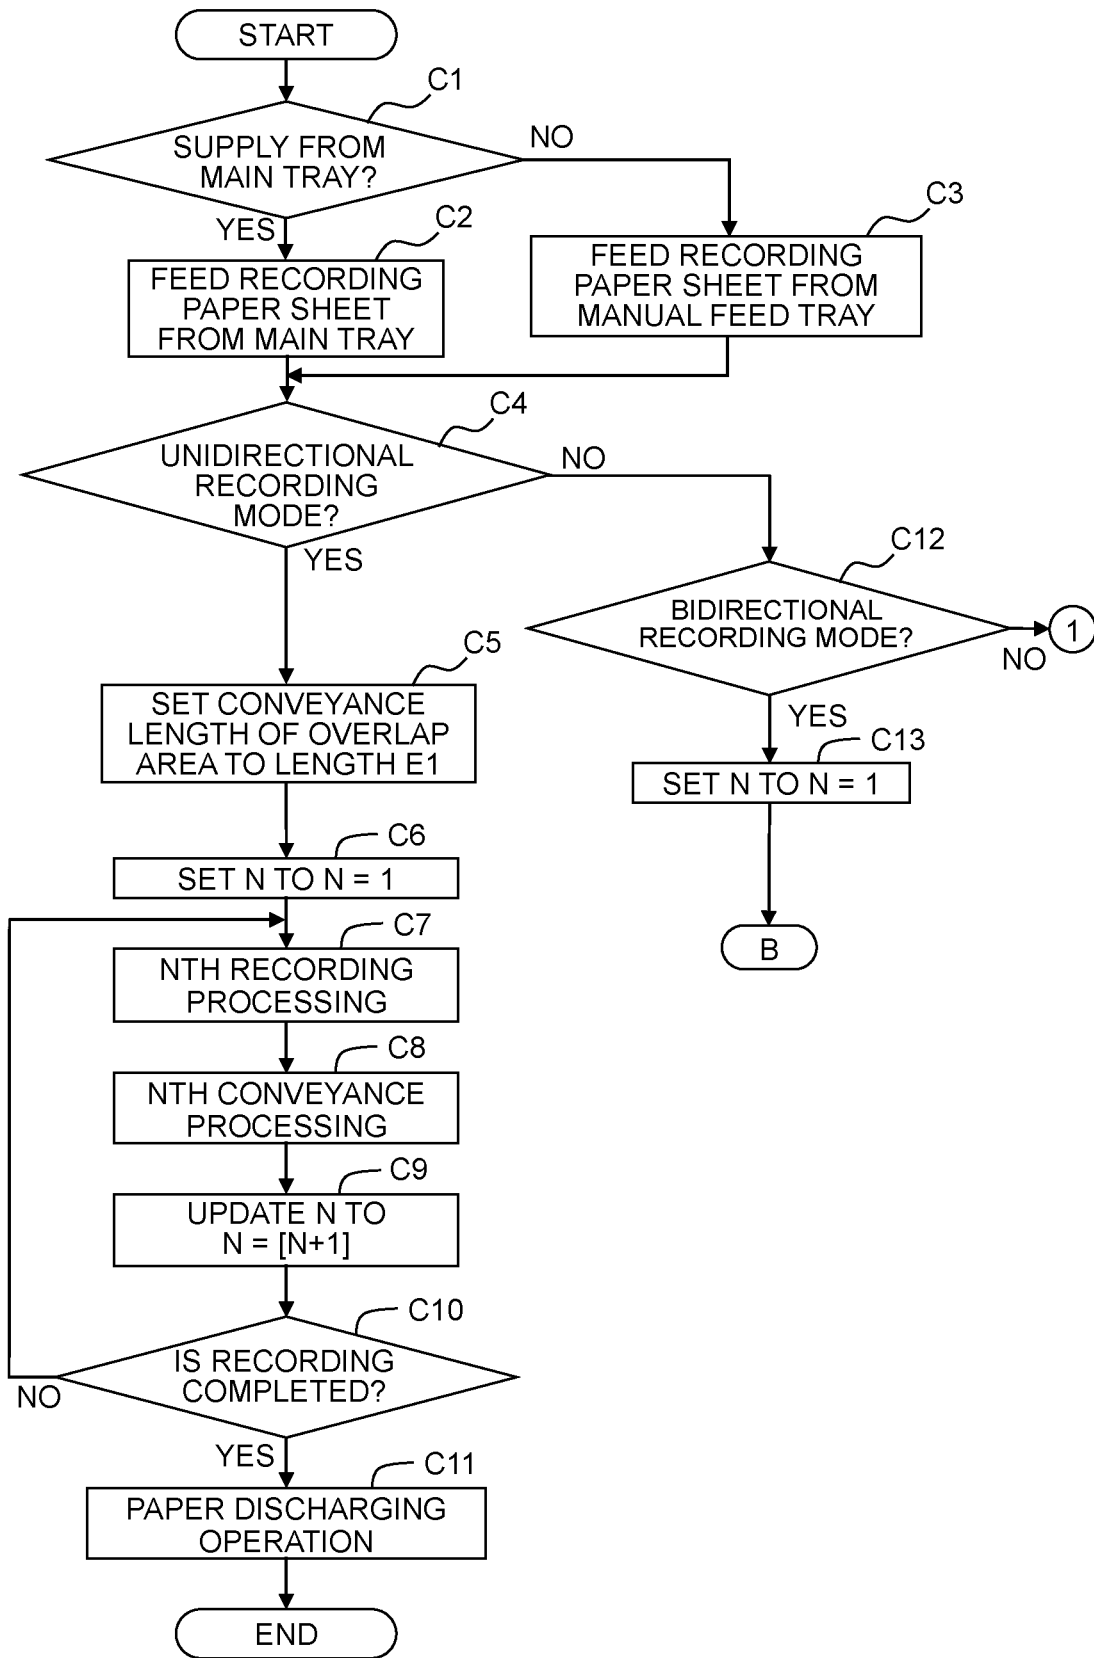 START
C1
SUPPLY FROM
MAIN TRAY?
NO
YES
C2
FEED RECORDING
PAPER SHEET
FROM MAIN TRAY
C3
FEED RECORDING
PAPER SHEET FROM
MANUAL FEED TRAY
C4
UNIDIRECTIONAL
RECORDING
MODE?
NO
YES
C12
BIDIRECTIONAL
RECORDING MODE?
NO
1
YES
C13
SET N TO N = 1
B
C5
SET CONVEYANCE
LENGTH OF OVERLAP
AREA TO LENGTH E1
C6
SET N TO N = 1
C7
NTH RECORDING
PROCESSING
C8
NTH CONVEYANCE
PROCESSING
C9
UPDATE N TO
N = [N+1]
C10
IS RECORDING
COMPLETED?
NO
YES
C11
PAPER DISCHARGING
OPERATION
END